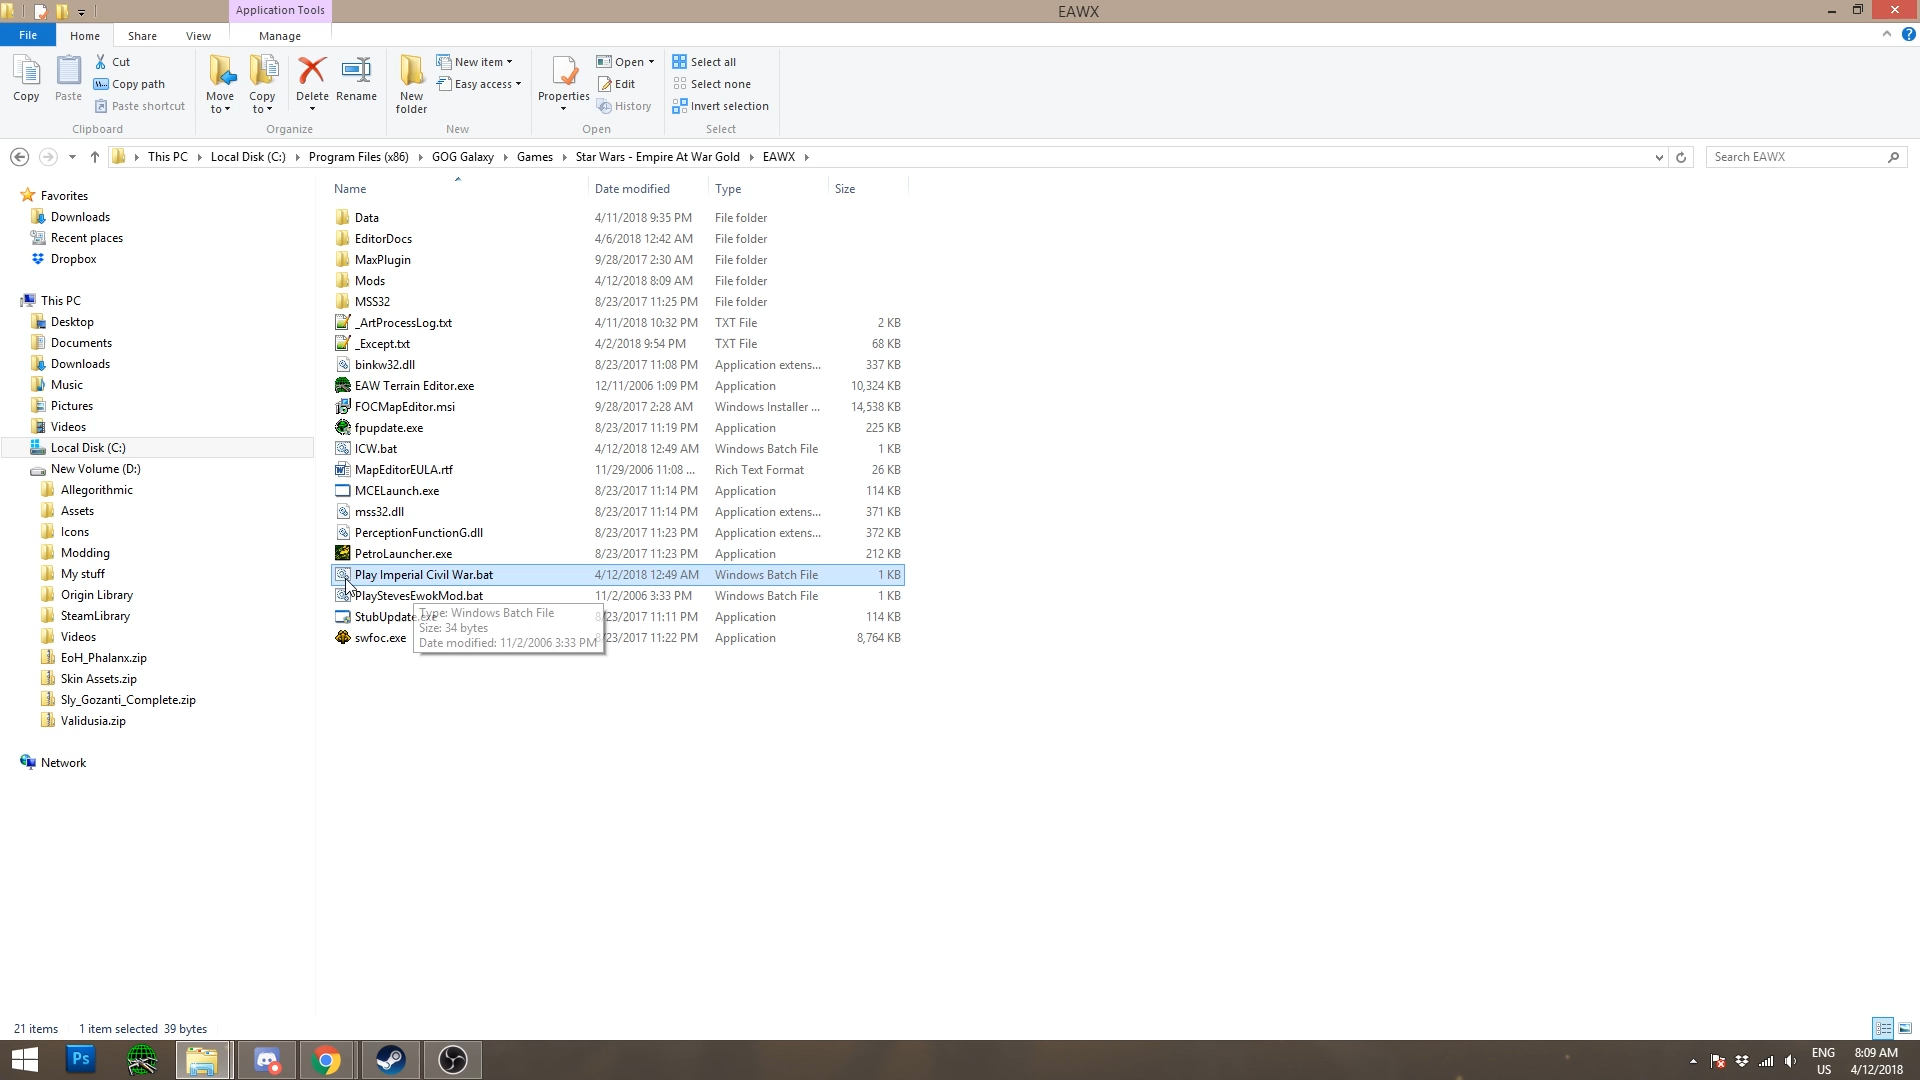 Application Tools
EAWX
File
Home
Share
View
Manage
Copy
Paste
Cut
Copy path
Paste shortcut
Clipboard
Move to
Copy to
Delete
Rename
Organize
New folder
New item
Easy access
New
Properties
Open
Edit
History
Open
Select all
Select none
Invert selection
Select
This PC
Local Disk (C:)
Program Files (x86)
GOG Galaxy
Games
Star Wars - Empire At War Gold
EAWX
Search EAWX
Favorites
Downloads
Recent places
Dropbox
This PC
Desktop
Documents
Downloads
Music
Pictures
Videos
Local Disk (C:)
New Volume (D:)
Allegorithmic
Assets
Icons
Modding
My stuff
Origin Library
SteamLibrary
Videos
EoH_Phalanx.zip
Skin Assets.zip
Sly_Gozanti_Complete.zip
Validusia.zip
Network
Name Date modified Type Size
Data 4/11/2018 9:35 PM File folder
EditorDocs 4/6/2018 12:42 AM File folder
MaxPlugin 9/28/2017 2:30 AM File folder
Mods 4/12/2018 8:09 AM File folder
MSS32 8/23/2017 11:25 PM File folder
_ArtProcessLog.txt 4/11/2018 10:32 PM TXT File 2 KB
_Except.txt 4/2/2018 9:54 PM TXT File 68 KB
binkw32.dll 8/23/2017 11:08 PM Application extens... 337 KB
EAW Terrain Editor.exe 12/11/2006 1:09 PM Application 10,324 KB
FOCMapEditor.msi 9/28/2017 2:28 AM Windows Installer ... 14,538 KB
fpupdate.exe 8/23/2017 11:19 PM Application 225 KB
ICW.bat 4/12/2018 12:49 AM Windows Batch File 1 KB
MapEditorEULA.rtf 11/29/2006 11:08 ... Rich Text Format 26 KB
MCELaunch.exe 8/23/2017 11:14 PM Application 114 KB
mss32.dll 8/23/2017 11:14 PM Application extens... 371 KB
PerceptionFunctionG.dll 8/23/2017 11:23 PM Application extens... 372 KB
PetroLauncher.exe 8/23/2017 11:23 PM Application 212 KB
Play Imperial Civil War.bat 4/12/2018 12:49 AM Windows Batch File 1 KB
PlayStevesEwokMod.bat 11/2/2006 3:33 PM Windows Batch File 1 KB
StubUpdate.exe 8/23/2017 11:11 PM Application 114 KB
swfoc.exe 8/23/2017 11:22 PM Application 8,764 KB
Type: Windows Batch File
Size: 34 bytes
Date modified: 11/2/2006 3:33 PM
21 items 1 item selected 39 bytes
Ps
ENG
US
8:09 AM
4/12/2018